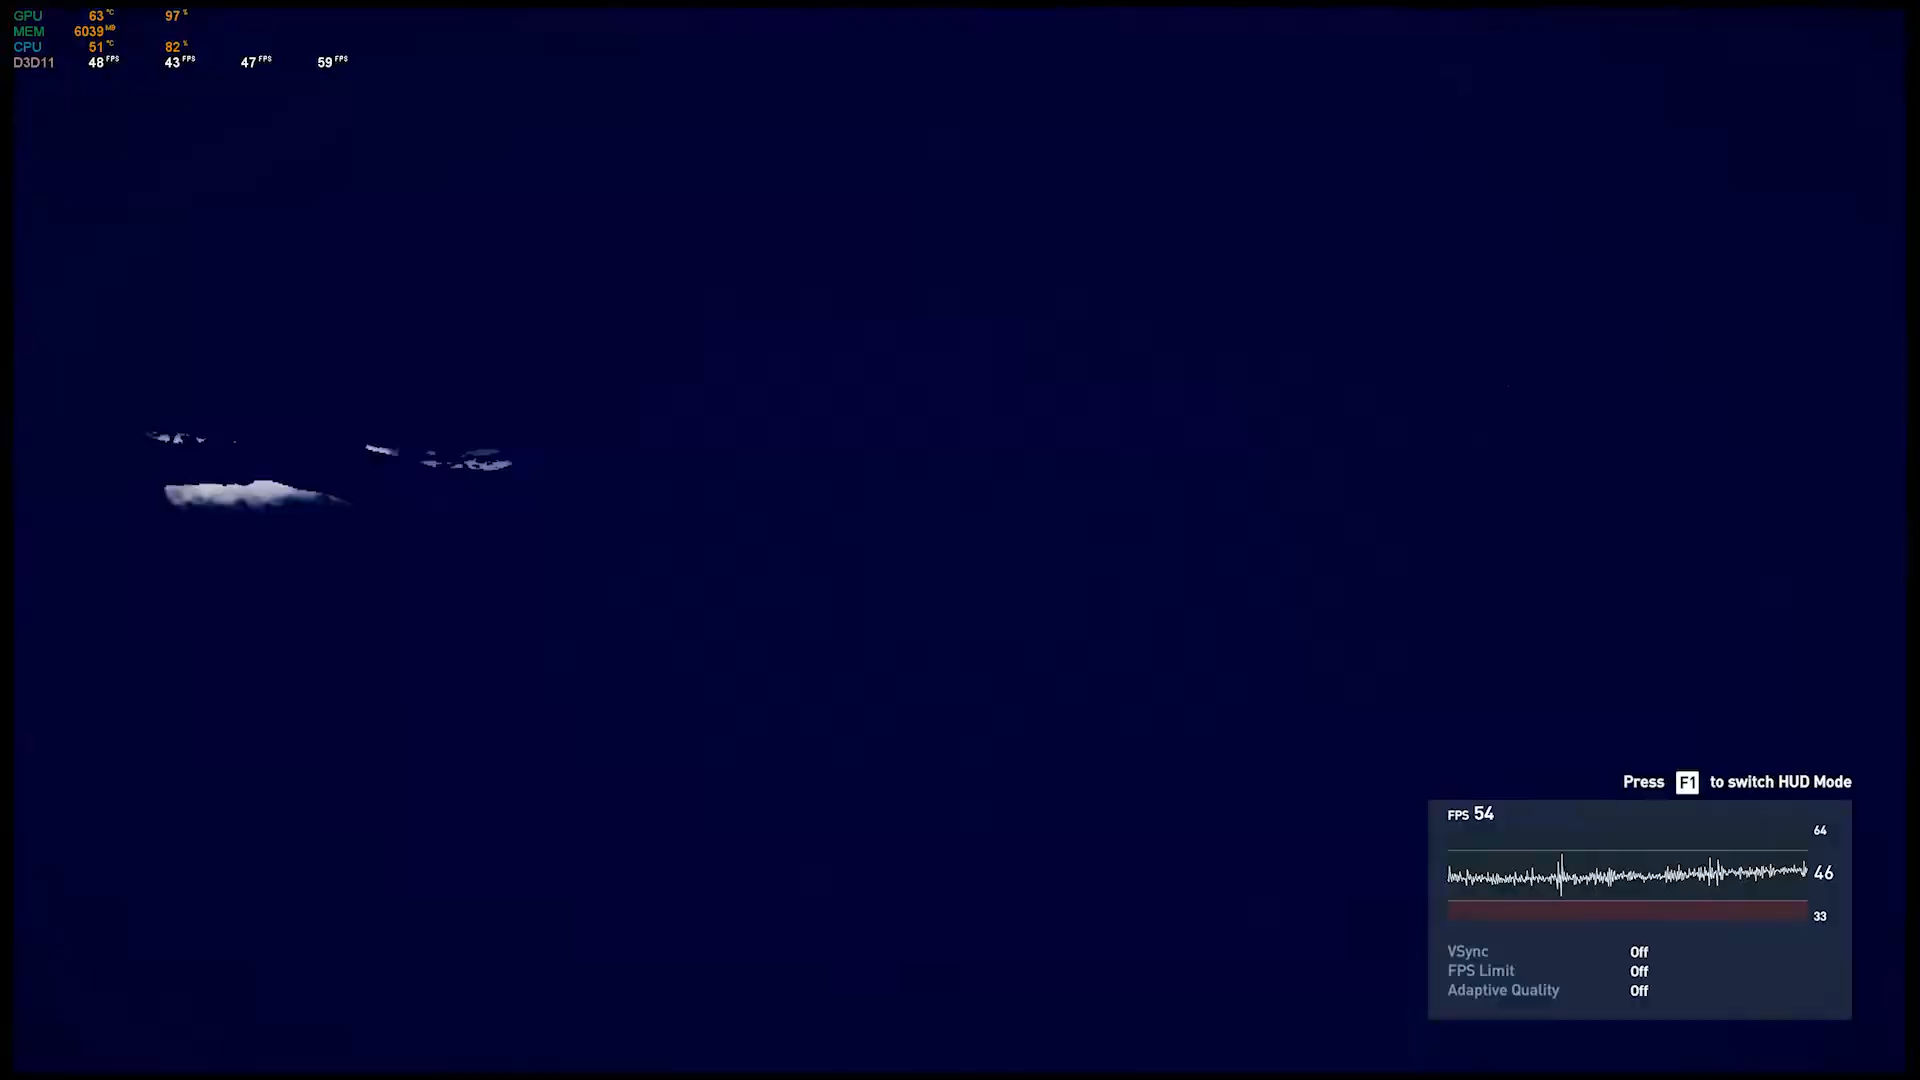 GPU 63 °C 97 %
MEM 6039 MB
CPU 51 °C 82 %
D3D11 48 FPS 43 FPS 47 FPS 59 FPS
Press F1 to switch HUD Mode
FPS 54
64
46
33
VSync Off
FPS Limit Off
Adaptive Quality Off